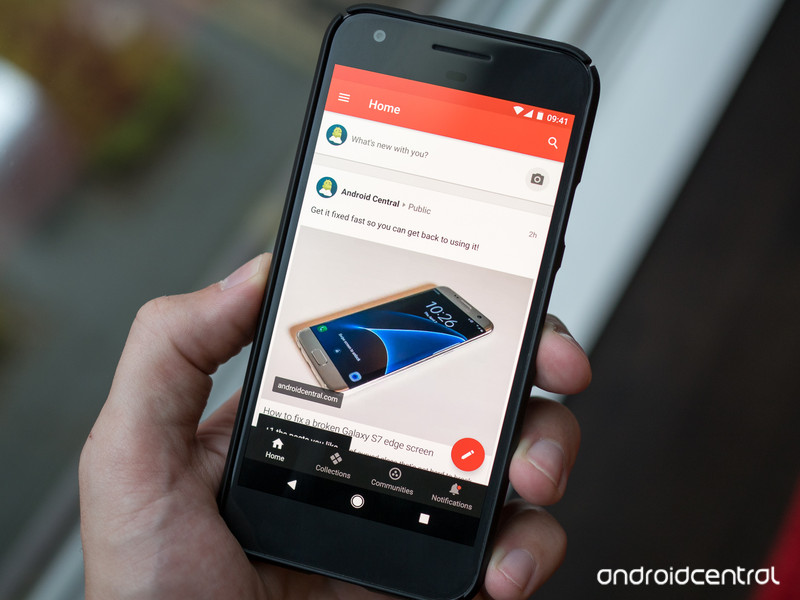 09:41
Home
What's new with you?
Android Central ▸ Public
2h
Get it fixed fast so you can get back to using it!
10:26
androidcentral.com
How to fix a broken Galaxy S7 edge screen
+1 the posts you like
Home
Collections
Communities
Notifications
androidcentral